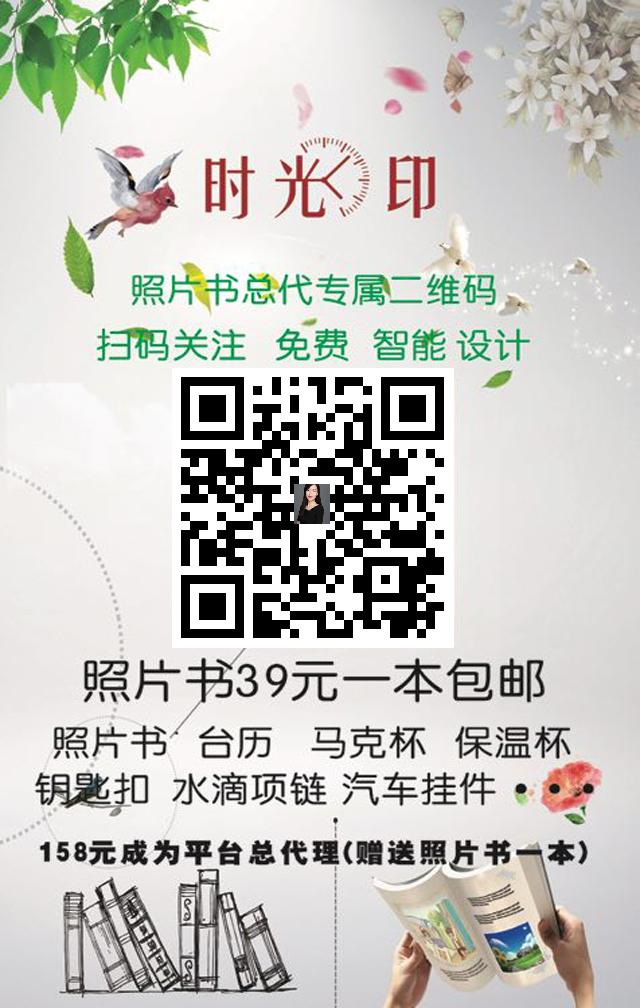 时光印
照片书总代专属二维码
扫码关注 免费 智能 设计
照片书39元一本包邮
照片书 台历 马克杯 保温杯
钥匙扣 水滴项链 汽车挂件
158元成为平台总代理(赠送照片书一本)